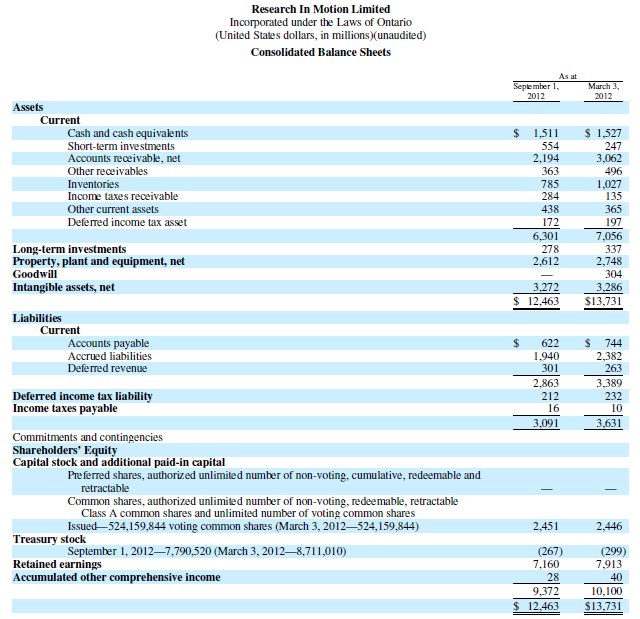 Research In Motion Limited
Incorporated under the Laws of Ontario
(United States dollars, in millions)(unaudited)
Consolidated Balance Sheets
As at
September 1, 2012 March 3, 2012
Assets
Current
Cash and cash equivalents $ 1,511 $ 1,527
Short-term investments 554 247
Accounts receivable, net 2,194 3,062
Other receivables 363 496
Inventories 785 1,027
Income taxes receivable 284 135
Other current assets 438 365
Deferred income tax asset 172 197
6,301 7,056
Long-term investments 278 337
Property, plant and equipment, net 2,612 2,748
Goodwill — 304
Intangible assets, net 3,272 3,286
$ 12,463 $13,731
Liabilities
Current
Accounts payable $ 622 $ 744
Accrued liabilities 1,940 2,382
Deferred revenue 301 263
2,863 3,389
Deferred income tax liability 212 232
Income taxes payable 16 10
3,091 3,631
Commitments and contingencies
Shareholders' Equity
Capital stock and additional paid-in capital
Preferred shares, authorized unlimited number of non-voting, cumulative, redeemable and
retractable — —
Common shares, authorized unlimited number of non-voting, redeemable, retractable
Class A common shares and unlimited number of voting common shares
Issued—524,159,844 voting common shares (March 3, 2012—524,159,844) 2,451 2,446
Treasury stock
September 1, 2012—7,790,520 (March 3, 2012—8,711,010) (267) (299)
Retained earnings 7,160 7,913
Accumulated other comprehensive income 28 40
9,372 10,100
$ 12,463 $13,731